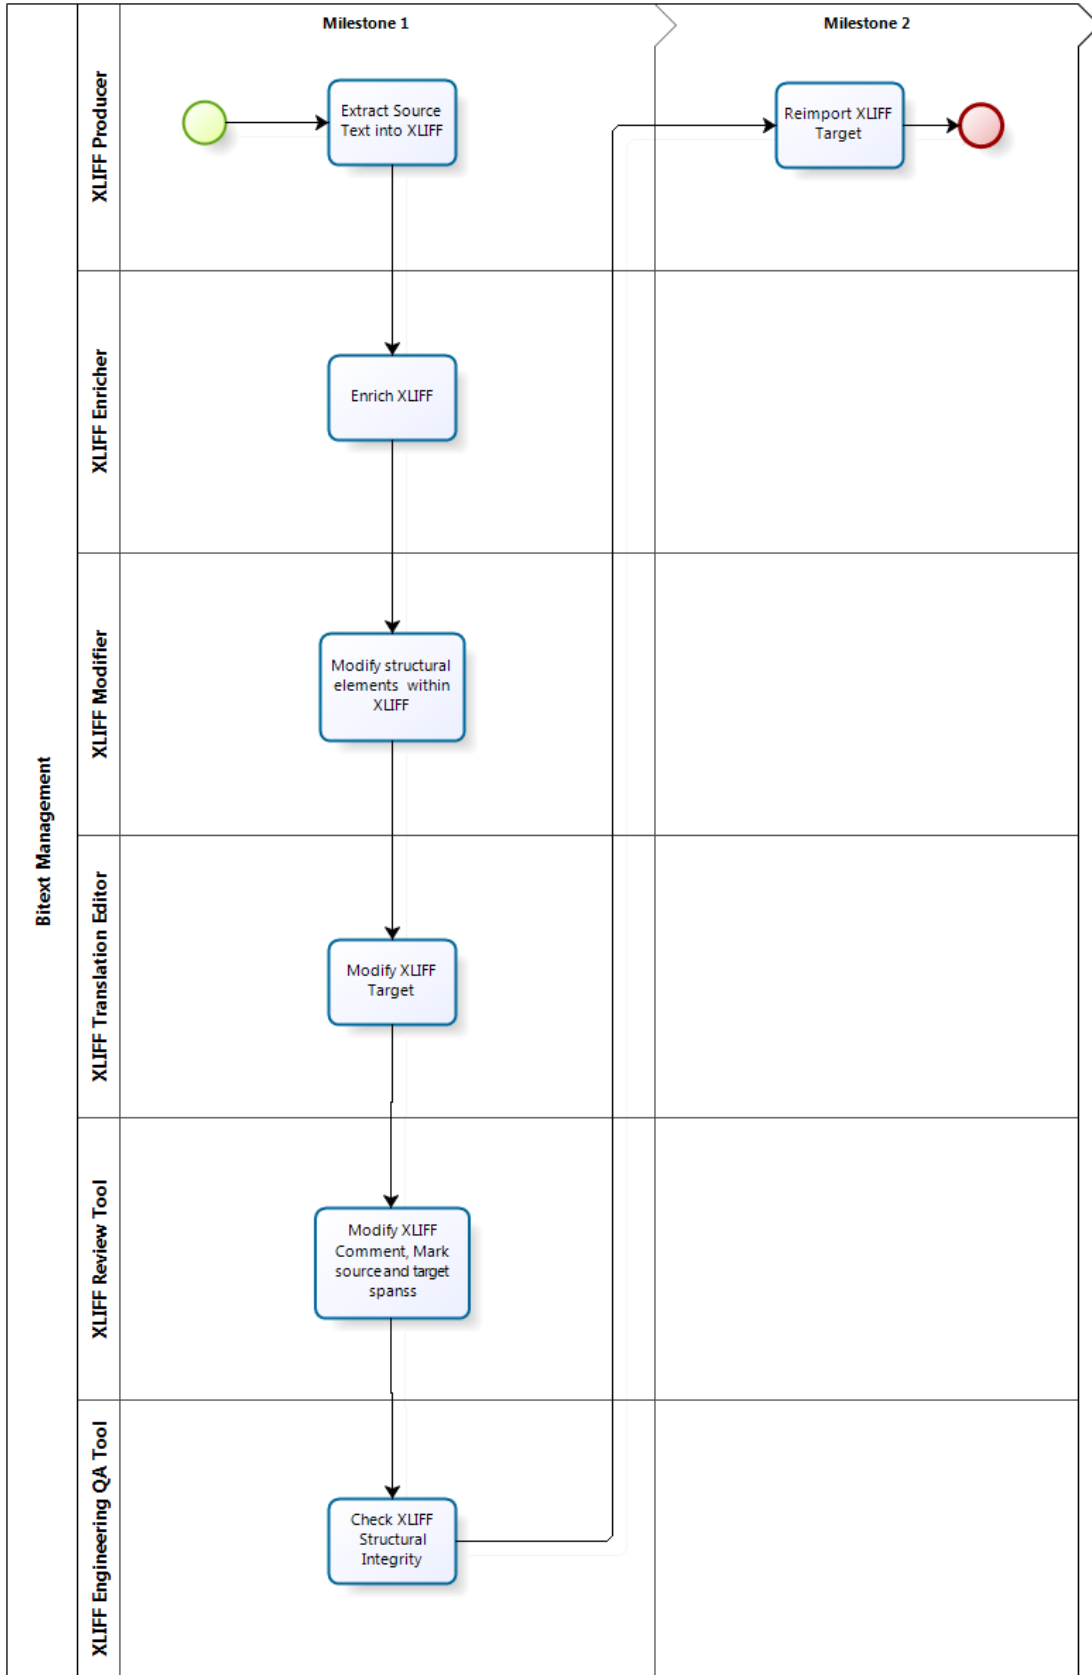 Milestone 1
Milestone 2
Bitext Management
XLIFF Producer
Extract Source
Text into XLIFF
Reimport XLIFF
Target
XLIFF Enricher
Enrich XLIFF
XLIFF Modifier
Modify structural
elements within
XLIFF
XLIFF Translation Editor
Modify XLIFF
Target
XLIFF Review Tool
Modify XLIFF
Comment, Mark
source and target
spanss
XLIFF Engineering QA Tool
Check XLIFF
Structural
Integrity